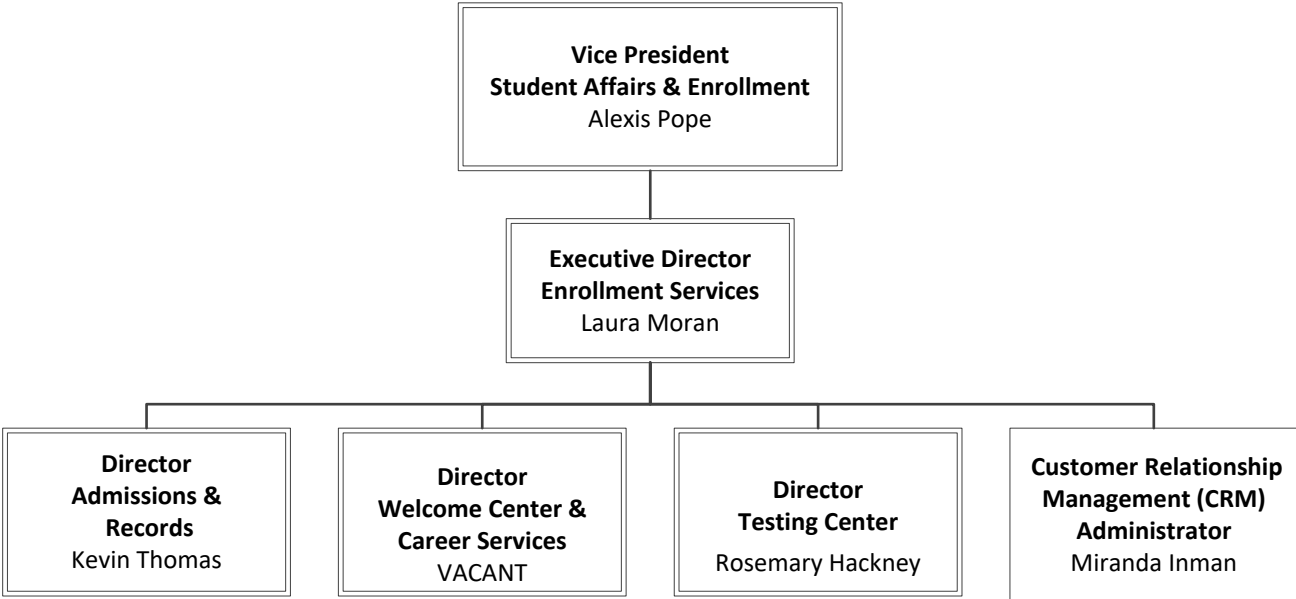 Vice President
Student Affairs & Enrollment
Alexis Pope
Executive Director
Enrollment Services
Laura Moran
Director
Admissions &
Records
Kevin Thomas
Director
Welcome Center &
Career Services
VACANT
Director
Testing Center
Rosemary Hackney
Customer Relationship
Management (CRM)
Administrator
Miranda Inman